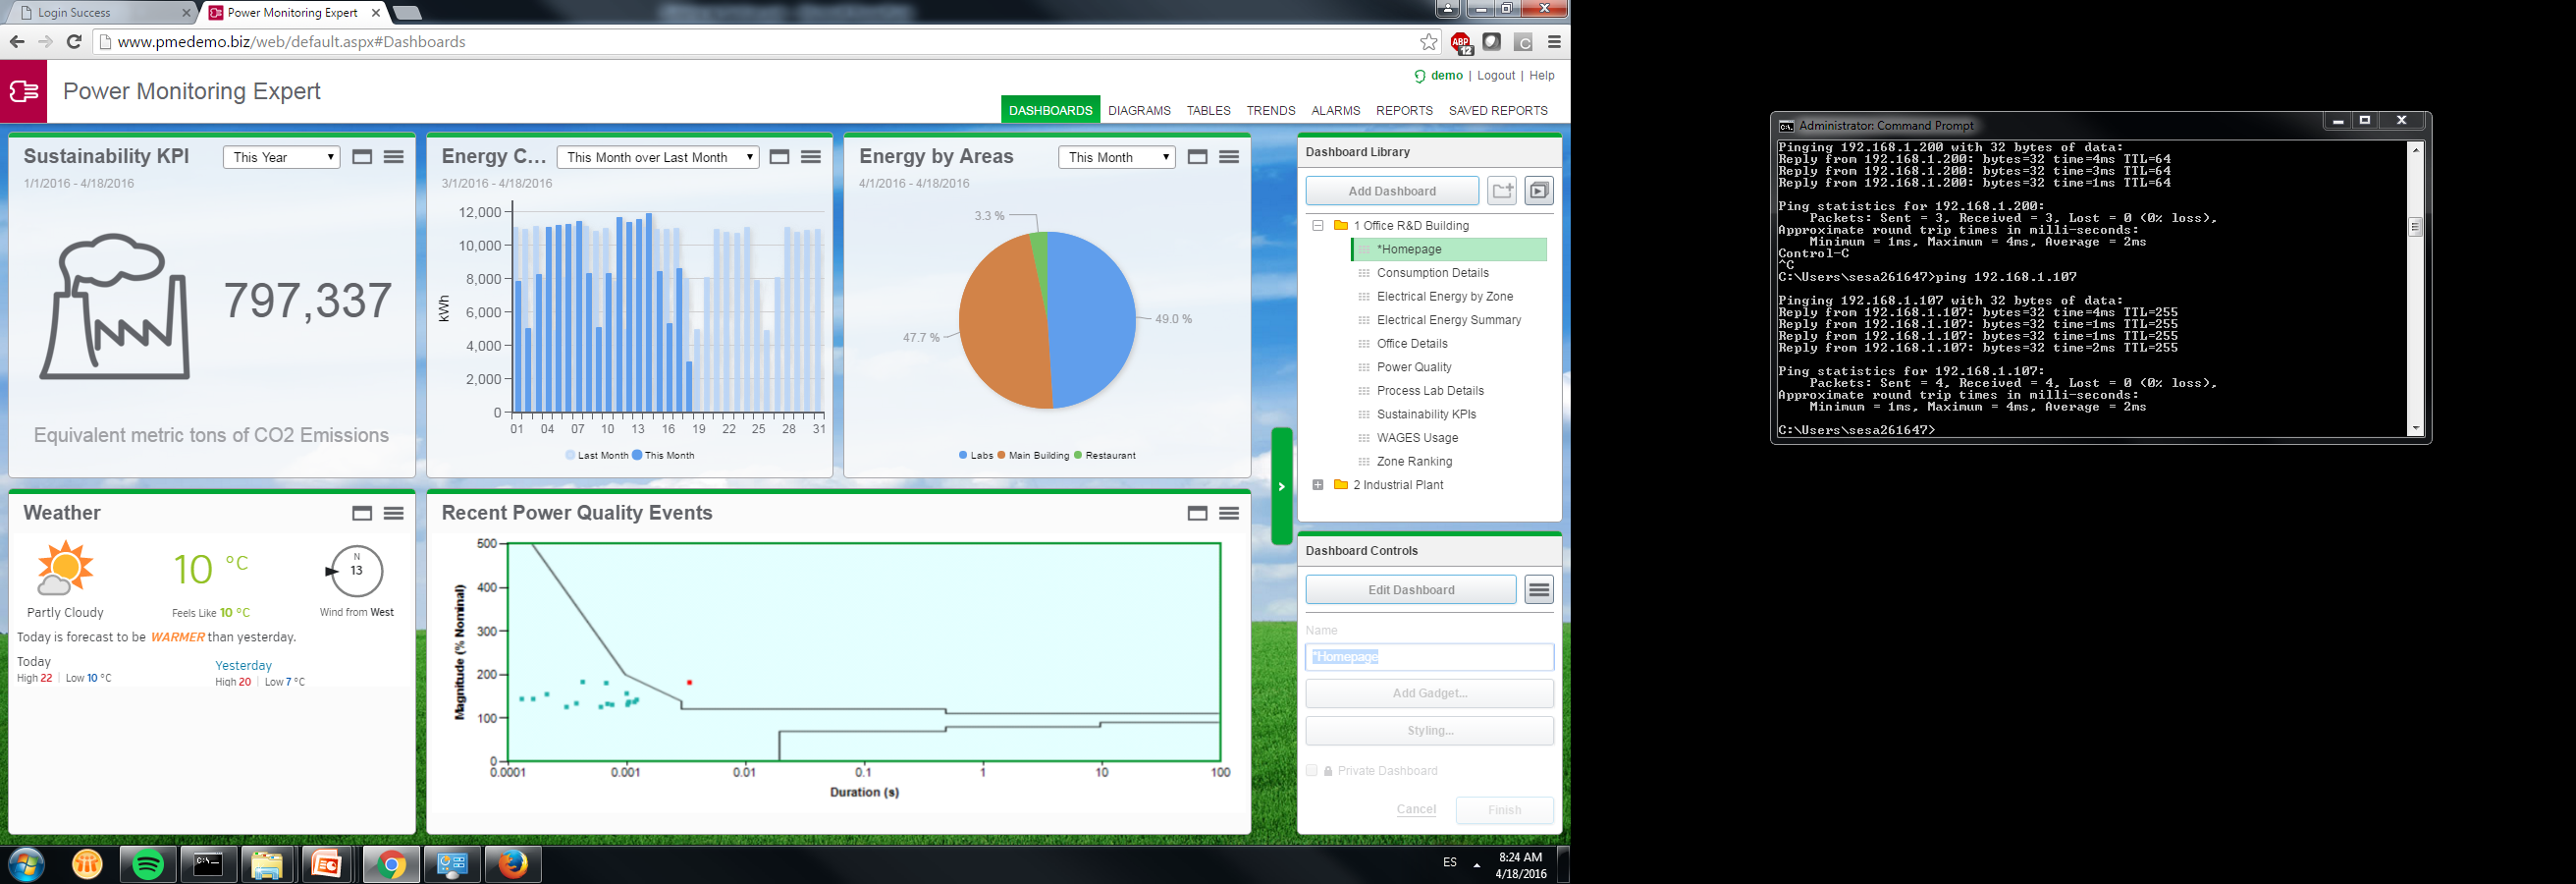 Login Success
Power Monitoring Expert
www.pmedemo.biz/web/default.aspx#Dashboards
ABP
12
C
Power Monitoring Expert
demo | Logout | Help
DASHBOARDS DIAGRAMS TABLES TRENDS ALARMS REPORTS SAVED REPORTS
Sustainability KPI
This Year
1/1/2016 - 4/18/2016
797,337
Equivalent metric tons of CO2 Emissions
Energy C...
This Month over Last Month
3/1/2016 - 4/18/2016
12,000
10,000
8,000
6,000
4,000
2,000
0
kWh
01 04 07 10 13 16 19 22 25 28 31
Last Month This Month
Energy by Areas
This Month
4/1/2016 - 4/18/2016
3.3 %
49.0 %
47.7 %
Labs Main Building Restaurant
Weather
Partly Cloudy
10 °C
Feels Like 10 °C
N
13
Wind from West
Today is forecast to be WARMER than yesterday.
Today
High 22 | Low 10 °C
Yesterday
High 20 | Low 7 °C
Recent Power Quality Events
500
400
300
200
100
0
Magnitude (% Nominal)
0.0001 0.001 0.01 0.1 1 10 100
Duration (s)
Dashboard Library
Add Dashboard
1 Office R&D Building
*Homepage
Consumption Details
Electrical Energy by Zone
Electrical Energy Summary
Office Details
Power Quality
Process Lab Details
Sustainability KPIs
WAGES Usage
Zone Ranking
2 Industrial Plant
Dashboard Controls
Edit Dashboard
Name
*Homepage
Add Gadget...
Styling...
Private Dashboard
Cancel
Finish
ES
8:24 AM
4/18/2016
Administrator: Command Prompt
Pinging 192.168.1.200 with 32 bytes of data:
Reply from 192.168.1.200: bytes=32 time=4ms TTL=64
Reply from 192.168.1.200: bytes=32 time=3ms TTL=64
Reply from 192.168.1.200: bytes=32 time=1ms TTL=64
Ping statistics for 192.168.1.200:
Packets: Sent = 3, Received = 3, Lost = 0 (0% loss),
Approximate round trip times in milli-seconds:
Minimum = 1ms, Maximum = 4ms, Average = 2ms
Control-C
^C
C:\Users\sesa261647>ping 192.168.1.107
Pinging 192.168.1.107 with 32 bytes of data:
Reply from 192.168.1.107: bytes=32 time=4ms TTL=255
Reply from 192.168.1.107: bytes=32 time=1ms TTL=255
Reply from 192.168.1.107: bytes=32 time=1ms TTL=255
Reply from 192.168.1.107: bytes=32 time=2ms TTL=255
Ping statistics for 192.168.1.107:
Packets: Sent = 4, Received = 4, Lost = 0 (0% loss),
Approximate round trip times in milli-seconds:
Minimum = 1ms, Maximum = 4ms, Average = 2ms
C:\Users\sesa261647>